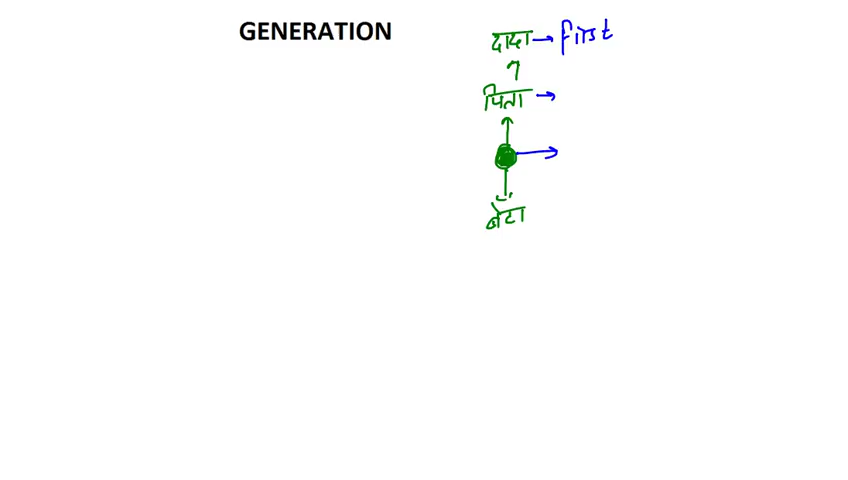 GENERATION
दादा → first
पिता →
बेटा